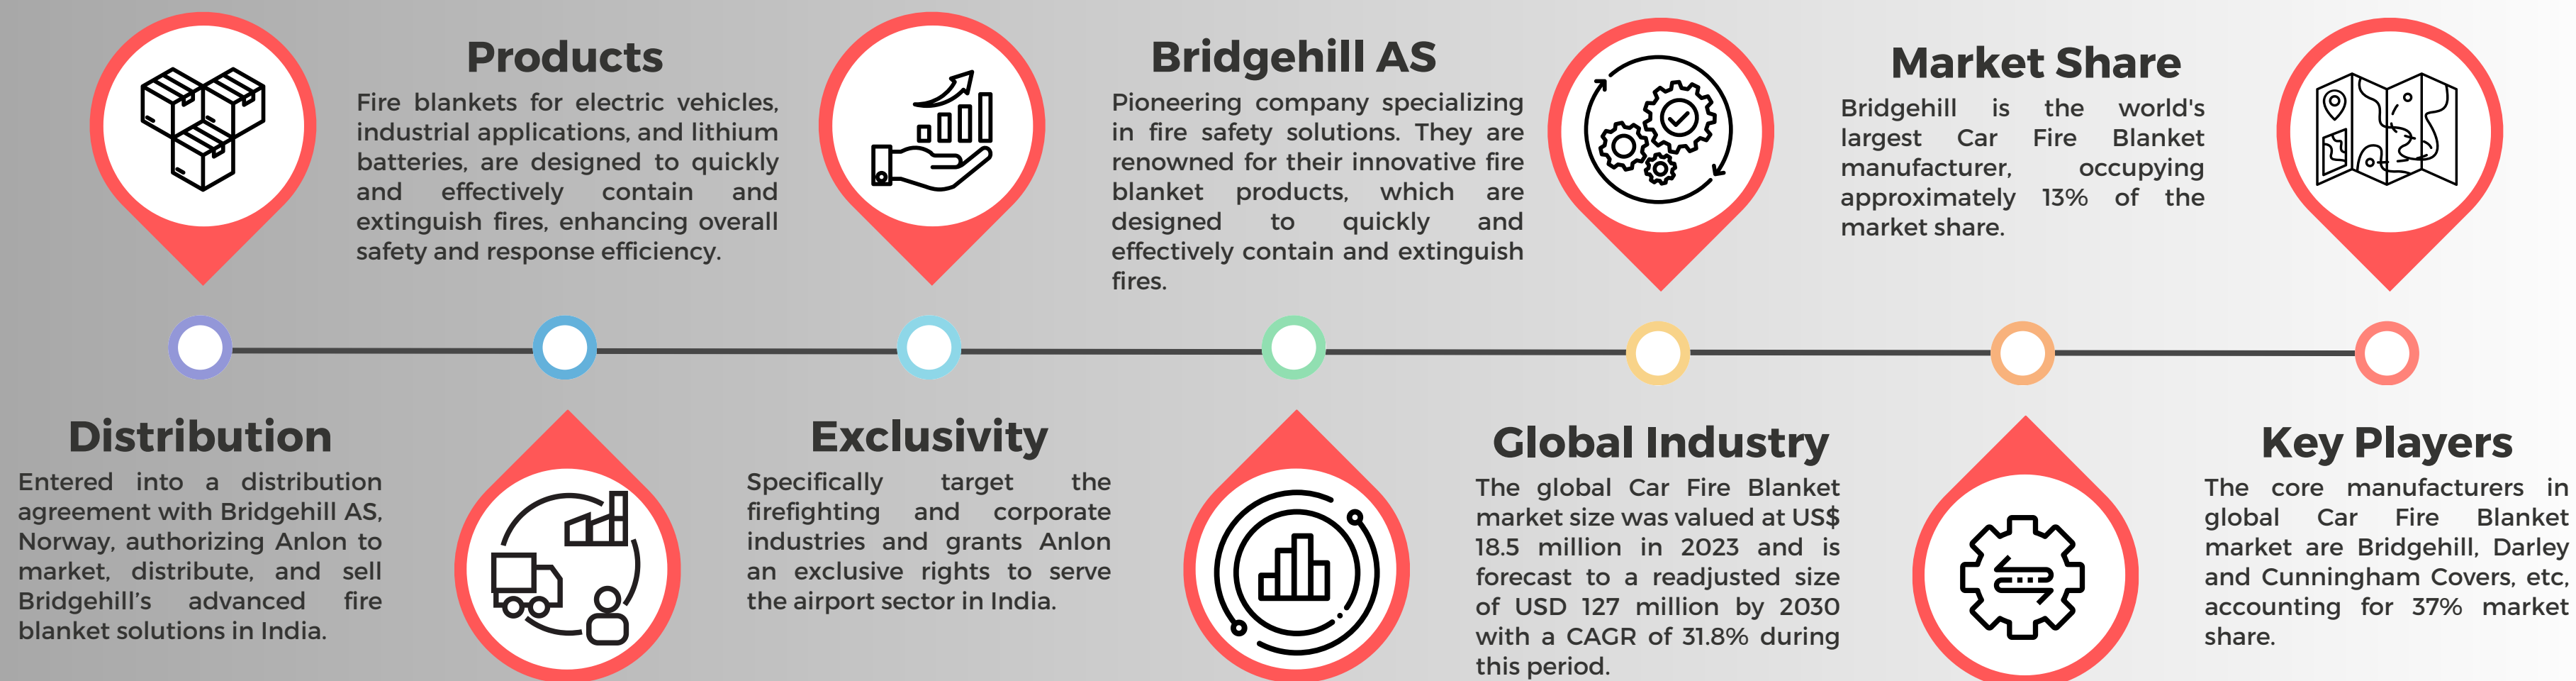 Products
Fire blankets for electric vehicles,
industrial applications, and lithium
batteries, are designed to quickly
and effectively contain and
extinguish fires, enhancing overall
safety and response efficiency.
Bridgehill AS
Pioneering company specializing
in fire safety solutions. They are
renowned for their innovative fire
blanket products, which are
designed to quickly and
effectively contain and extinguish
fires.
Market Share
Bridgehill is the world's
largest Car Fire Blanket
manufacturer, occupying
approximately 13% of the
market share.
Distribution
Entered into a distribution
agreement with Bridgehill AS,
Norway, authorizing Anlon to
market, distribute, and sell
Bridgehill’s advanced fire
blanket solutions in India.
Exclusivity
Specifically target the
firefighting and corporate
industries and grants Anlon
an exclusive rights to serve
the airport sector in India.
Global Industry
The global Car Fire Blanket
market size was valued at US$
18.5 million in 2023 and is
forecast to a readjusted size
of USD 127 million by 2030
with a CAGR of 31.8% during
this period.
Key Players
The core manufacturers in
global Car Fire Blanket
market are Bridgehill, Darley
and Cunningham Covers, etc,
accounting for 37% market
share.